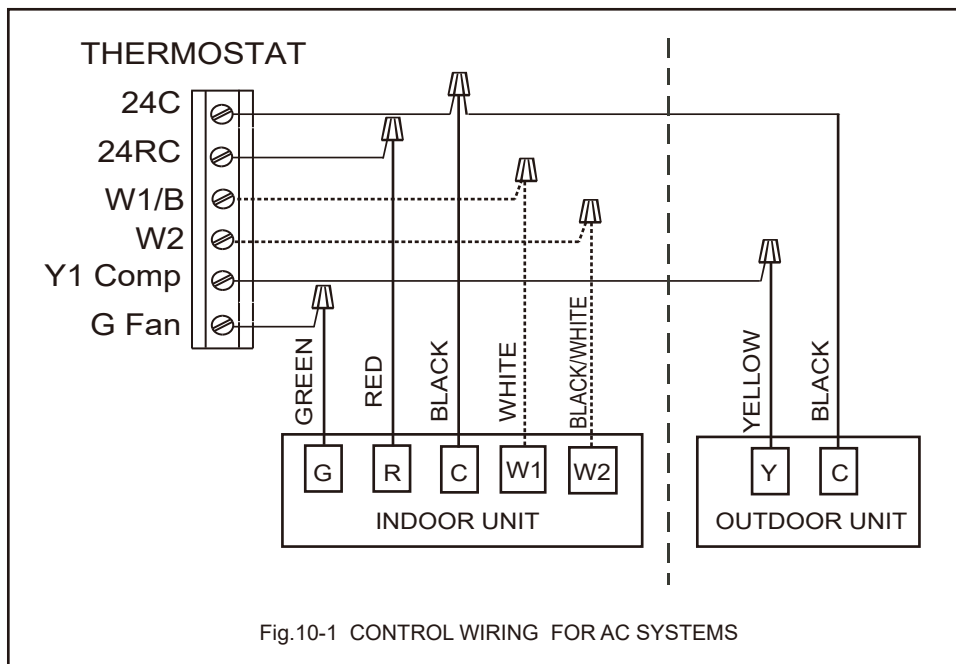 THERMOSTAT
24C
24RC
W1/B
W2
Y1 Comp
G Fan
GREEN
RED
BLACK
WHITE
BLACK/WHITE
YELLOW
BLACK
G R C W1 W2
Y C
INDOOR UNIT
OUTDOOR UNIT
Fig.10-1 CONTROL WIRING FOR AC SYSTEMS